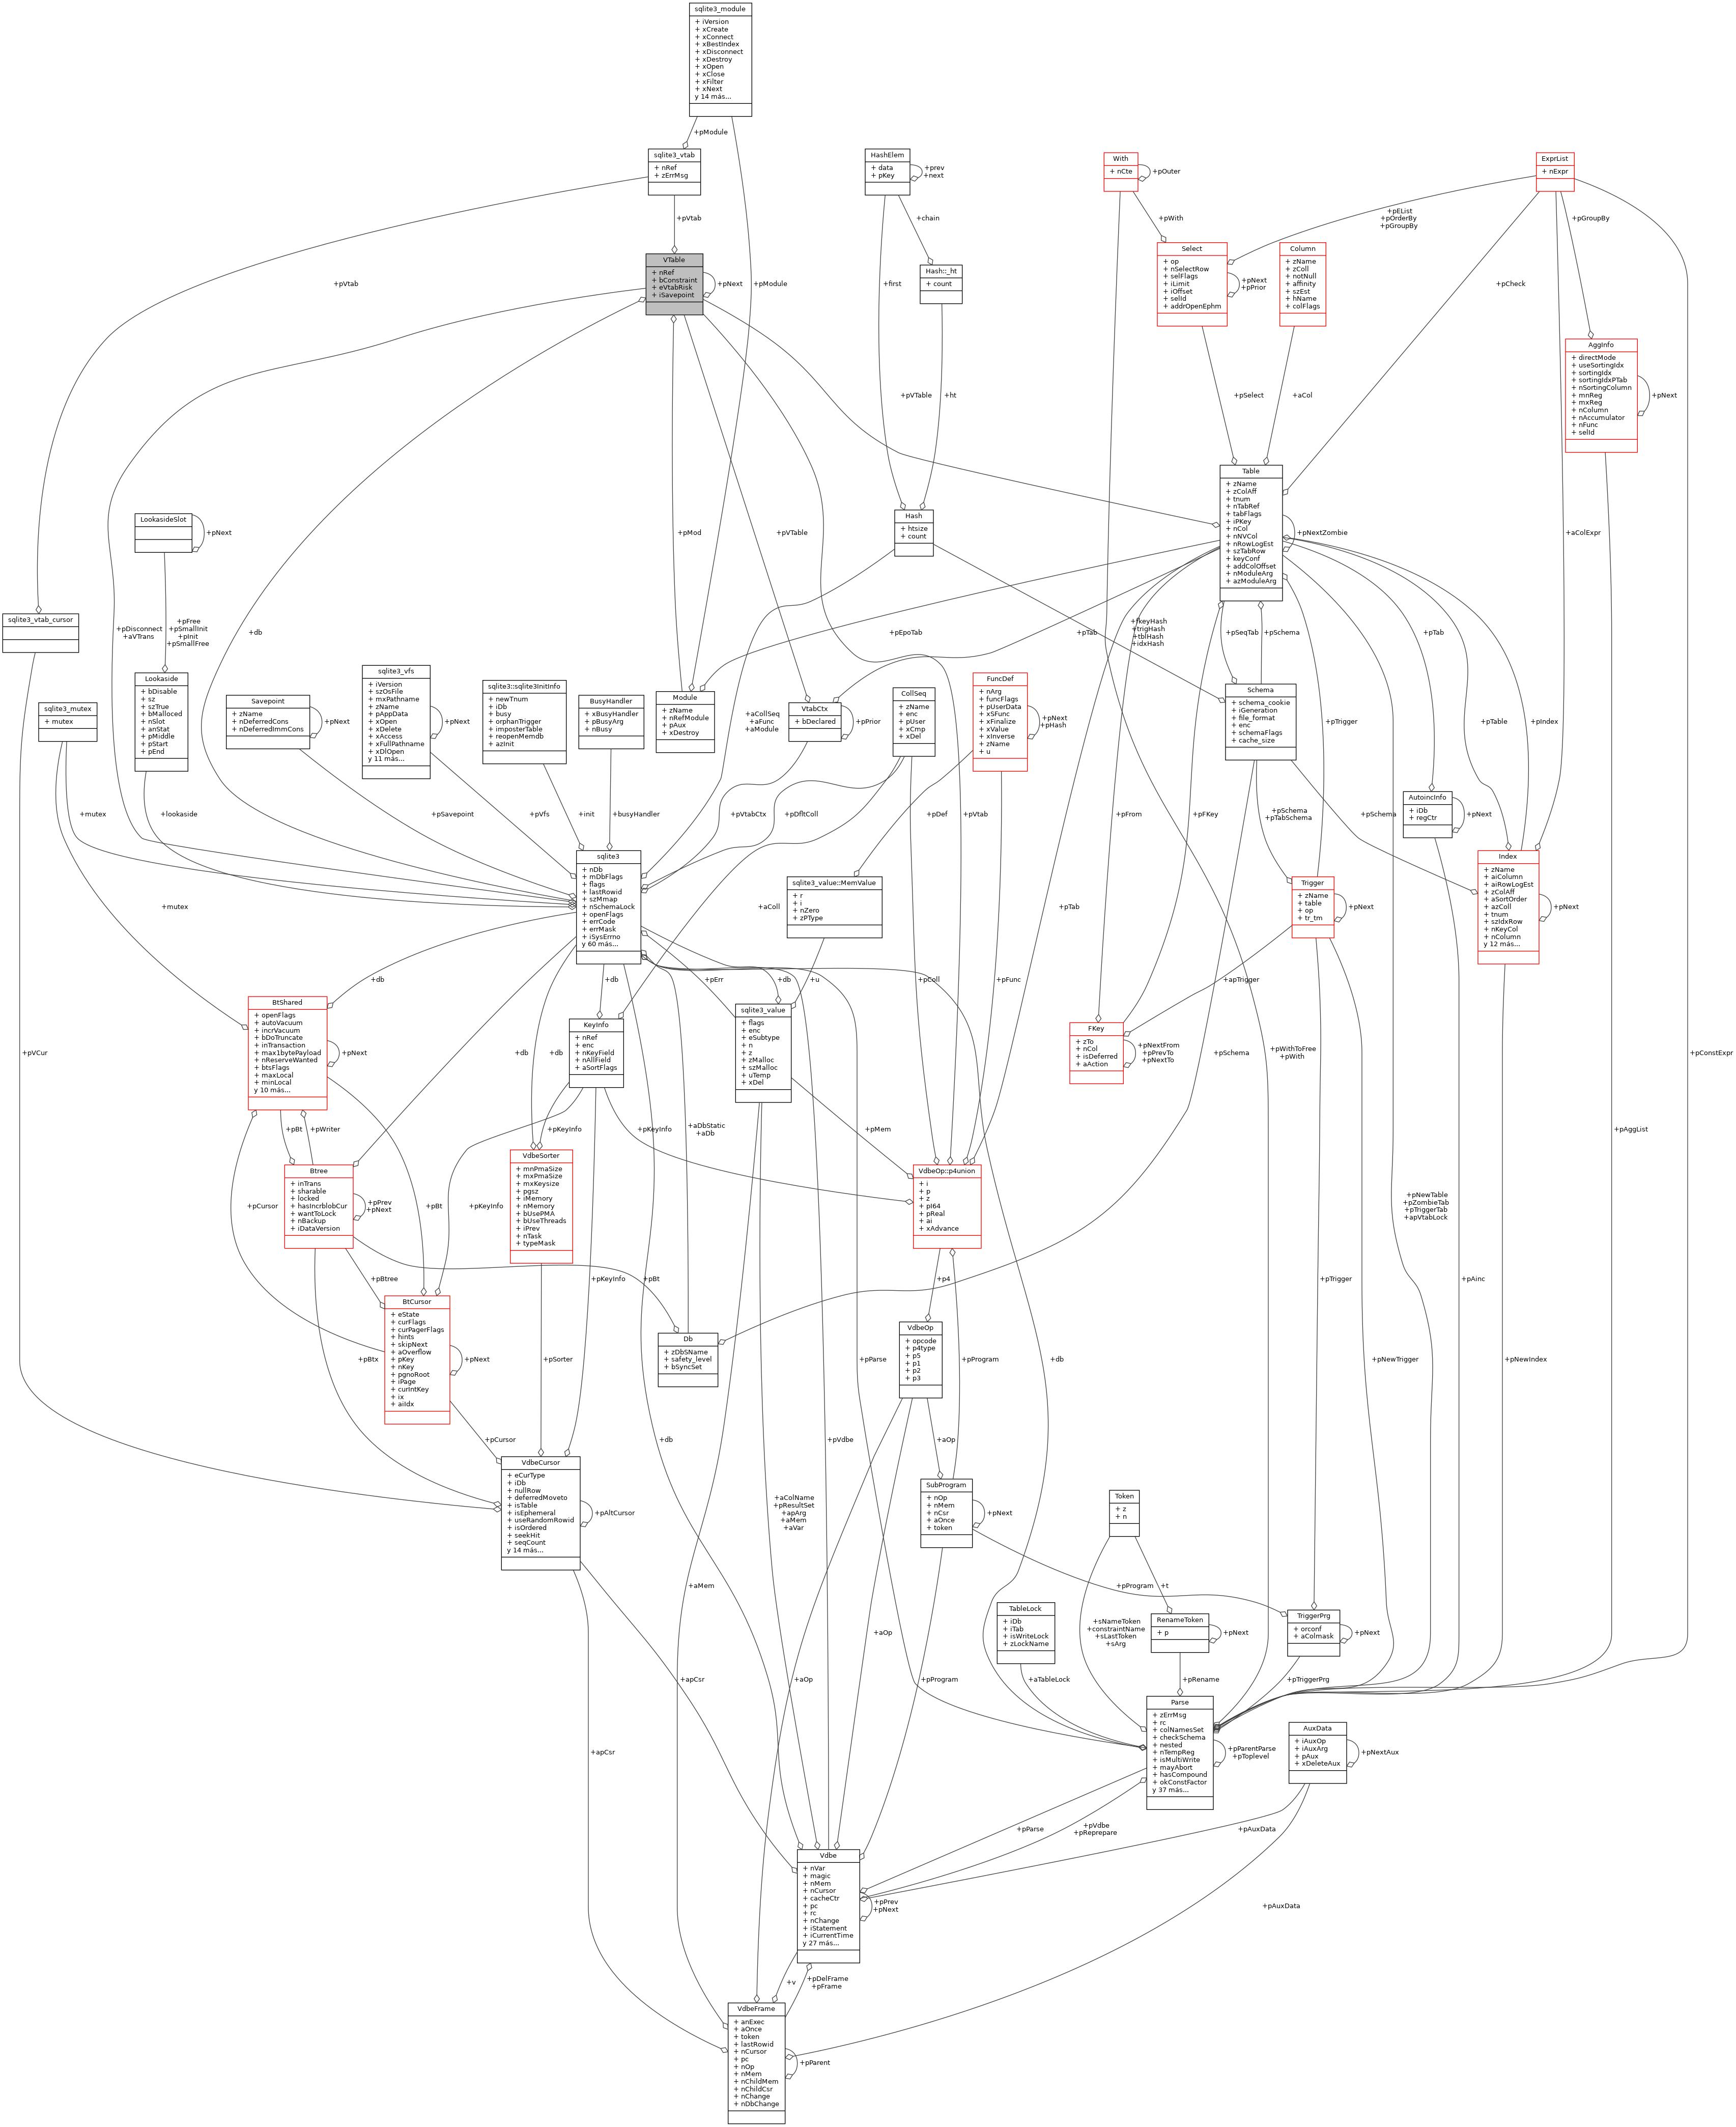 sqlite3_module
+ iVersion
+ xCreate
+ xConnect
+ xBestIndex
+ xDisconnect
+ xDestroy
+ xOpen
+ xClose
+ xFilter
+ xNext
y 14 más...
+pModule
sqlite3_vtab
+ nRef
+ zErrMsg
HashElem
+ data
+ pKey
+prev
+next
With
+ nCte
+pOuter
ExprList
+ nExpr
+pVtab
+chain
+pWith
+pEList
+pOrderBy
+pGroupBy
+pGroupBy
VTable
+ nRef
+ bConstraint
+ eVtabRisk
+ iSavepoint
+pNext
+pVtab
+pModule
+first
Hash::_ht
+ count
Select
+ op
+ nSelectRow
+ selFlags
+ iLimit
+ iOffset
+ selId
+ addrOpenEphm
+pNext
+pPrior
Column
+ zName
+ zColl
+ notNull
+ affinity
+ szEst
+ hName
+ colFlags
+pCheck
AggInfo
+ directMode
+ useSortingIdx
+ sortingIdx
+ sortingIdxPTab
+ nSortingColumn
+ mnReg
+ mxReg
+ nColumn
+ nAccumulator
+ nFunc
+ selId
+pNext
+pVTable
+ht
+pSelect
+aCol
Table
+ zName
+ zColAff
+ tnum
+ nTabRef
+ tabFlags
+ iPKey
+ nCol
+ nNVCol
+ nRowLogEst
+ szTabRow
+ keyConf
+ addColOffset
+ nModuleArg
+ azModuleArg
+pNextZombie
LookasideSlot
+pNext
+pMod
+pVTable
Hash
+ htsize
+ count
+aColExpr
sqlite3_vtab_cursor
+pDisconnect
+aVTrans
+pFree
+pSmallInit
+pInit
+pSmallFree
+db
+pEpoTab
+pTab
+fkeyHash
+trigHash
+tblHash
+idxHash
+pSeqTab
+pSchema
+pTab
sqlite3_mutex
+ mutex
Lookaside
+ bDisable
+ sz
+ szTrue
+ bMalloced
+ nSlot
+ anStat
+ pMiddle
+ pStart
+ pEnd
Savepoint
+ zName
+ nDeferredCons
+ nDeferredImmCons
+pNext
sqlite3_vfs
+ iVersion
+ szOsFile
+ mxPathname
+ zName
+ pAppData
+ xOpen
+ xDelete
+ xAccess
+ xFullPathname
+ xDlOpen
y 11 más...
+pNext
sqlite3::sqlite3InitInfo
+ newTnum
+ iDb
+ busy
+ orphanTrigger
+ imposterTable
+ reopenMemdb
+ azInit
BusyHandler
+ xBusyHandler
+ pBusyArg
+ nBusy
Module
+ zName
+ nRefModule
+ pAux
+ xDestroy
+aCollSeq
+aFunc
+aModule
VtabCtx
+ bDeclared
+pPrior
CollSeq
+ zName
+ enc
+ pUser
+ xCmp
+ xDel
FuncDef
+ nArg
+ funcFlags
+ pUserData
+ xSFunc
+ xFinalize
+ xValue
+ xInverse
+ zName
+ u
+pNext
+pHash
Schema
+ schema_cookie
+ iGeneration
+ file_format
+ enc
+ schemaFlags
+ cache_size
+pTrigger
+pTable
+pIndex
+mutex
+lookaside
+pSavepoint
+pVfs
+init
+busyHandler
+pVtabCtx
+pDfltColl
+pDef
+pVtab
+pFrom
+pFKey
+pSchema
+pTabSchema
+pSchema
AutoincInfo
+ iDb
+ regCtr
+pNext
sqlite3
+ nDb
+ mDbFlags
+ flags
+ lastRowid
+ szMmap
+ nSchemaLock
+ openFlags
+ errCode
+ errMask
+ iSysErrno
y 60 más...
+mutex
+aColl
sqlite3_value::MemValue
+ r
+ i
+ nZero
+ zPType
+pTab
Trigger
+ zName
+ table
+ op
+ tr_tm
+pNext
Index
+ zName
+ aiColumn
+ aiRowLogEst
+ zColAff
+ aSortOrder
+ azColl
+ tnum
+ szIdxRow
+ nKeyCol
+ nColumn
y 12 más...
+pNext
+db
+db
+pErr
+db
+u
+pColl
+pFunc
+apTrigger
BtShared
+ openFlags
+ autoVacuum
+ incrVacuum
+ bDoTruncate
+ inTransaction
+ max1bytePayload
+ nReserveWanted
+ btsFlags
+ maxLocal
+ minLocal
y 10 más...
+pNext
+pVCur
+db
+db
KeyInfo
+ nRef
+ enc
+ nKeyField
+ nAllField
+ aSortFlags
sqlite3_value
+ flags
+ enc
+ eSubtype
+ n
+ z
+ zMalloc
+ szMalloc
+ uTemp
+ xDel
FKey
+ zTo
+ nCol
+ isDeferred
+ aAction
+pNextFrom
+pPrevTo
+pNextTo
+pSchema
+pWithToFree
+pWith
+pConstExpr
+pBt
+pWriter
+pKeyInfo
+pKeyInfo
+aDbStatic
+aDb
+pMem
+pAggList
Btree
+ inTrans
+ sharable
+ locked
+ hasIncrblobCur
+ wantToLock
+ nBackup
+ iDataVersion
+pPrev
+pNext
+pCursor
+pBt
+pKeyInfo
VdbeSorter
+ mnPmaSize
+ mxPmaSize
+ mxKeysize
+ pgsz
+ iMemory
+ nMemory
+ bUsePMA
+ bUseThreads
+ iPrev
+ nTask
+ typeMask
VdbeOp::p4union
+ i
+ p
+ z
+ pI64
+ pReal
+ ai
+ xAdvance
+pNewTable
+pZombieTab
+pTriggerTab
+apVtabLock
+pBtree
+pKeyInfo
+pBt
+p4
+pTrigger
+pAinc
BtCursor
+ eState
+ curFlags
+ curPagerFlags
+ hints
+ skipNext
+ aOverflow
+ pKey
+ nKey
+ pgnoRoot
+ iPage
+ curIntKey
+ ix
+ aiIdx
+pNext
+pBtx
+pSorter
Db
+ zDbSName
+ safety_level
+ bSyncSet
+pParse
VdbeOp
+ opcode
+ p4type
+ p5
+ p1
+ p2
+ p3
+pProgram
+db
+pNewTrigger
+pNewIndex
+pCursor
+db
+pVdbe
+aOp
VdbeCursor
+ eCurType
+ iDb
+ nullRow
+ deferredMoveto
+ isTable
+ isEphemeral
+ useRandomRowid
+ isOrdered
+ seekHit
+ seqCount
y 14 más...
+pAltCursor
+aColName
+pResultSet
+apArg
+aMem
+aVar
SubProgram
+ nOp
+ nMem
+ nCsr
+ aOnce
+ token
+pNext
Token
+ z
+ n
+aMem
+pProgram
+t
+aOp
TableLock
+ iDb
+ iTab
+ isWriteLock
+ zLockName
+sNameToken
+constraintName
+sLastToken
+sArg
RenameToken
+ p
+pNext
TriggerPrg
+ orconf
+ aColmask
+pNext
+apCsr
+aOp
+pProgram
+aTableLock
+pRename
+pTriggerPrg
+apCsr
Parse
+ zErrMsg
+ rc
+ colNamesSet
+ checkSchema
+ nested
+ nTempReg
+ isMultiWrite
+ mayAbort
+ hasCompound
+ okConstFactor
y 37 más...
+pParentParse
+pToplevel
AuxData
+ iAuxOp
+ iAuxArg
+ pAux
+ xDeleteAux
+pNextAux
+pParse
+pVdbe
+pReprepare
+pAuxData
Vdbe
+ nVar
+ magic
+ nMem
+ nCursor
+ cacheCtr
+ pc
+ rc
+ nChange
+ iStatement
+ iCurrentTime
y 27 más...
+pPrev
+pNext
+pAuxData
+v
+pDelFrame
+pFrame
VdbeFrame
+ anExec
+ aOnce
+ token
+ lastRowid
+ nCursor
+ pc
+ nOp
+ nMem
+ nChildMem
+ nChildCsr
+ nChange
+ nDbChange
+pParent